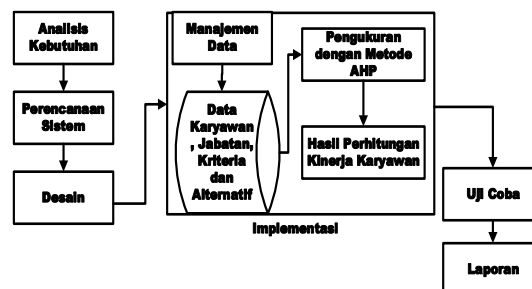 Analisis
Kebutuhan
Perencanaan
Sistem
Desain
Manajemen
Data
Data
Karyawan
, Jabatan,
Kriteria
dan
Alternatif
Pengukuran
dengan Metode
AHP
Hasil Perhitungan
Kinerja Karyawan
Implementasi
Uji Coba
Laporan